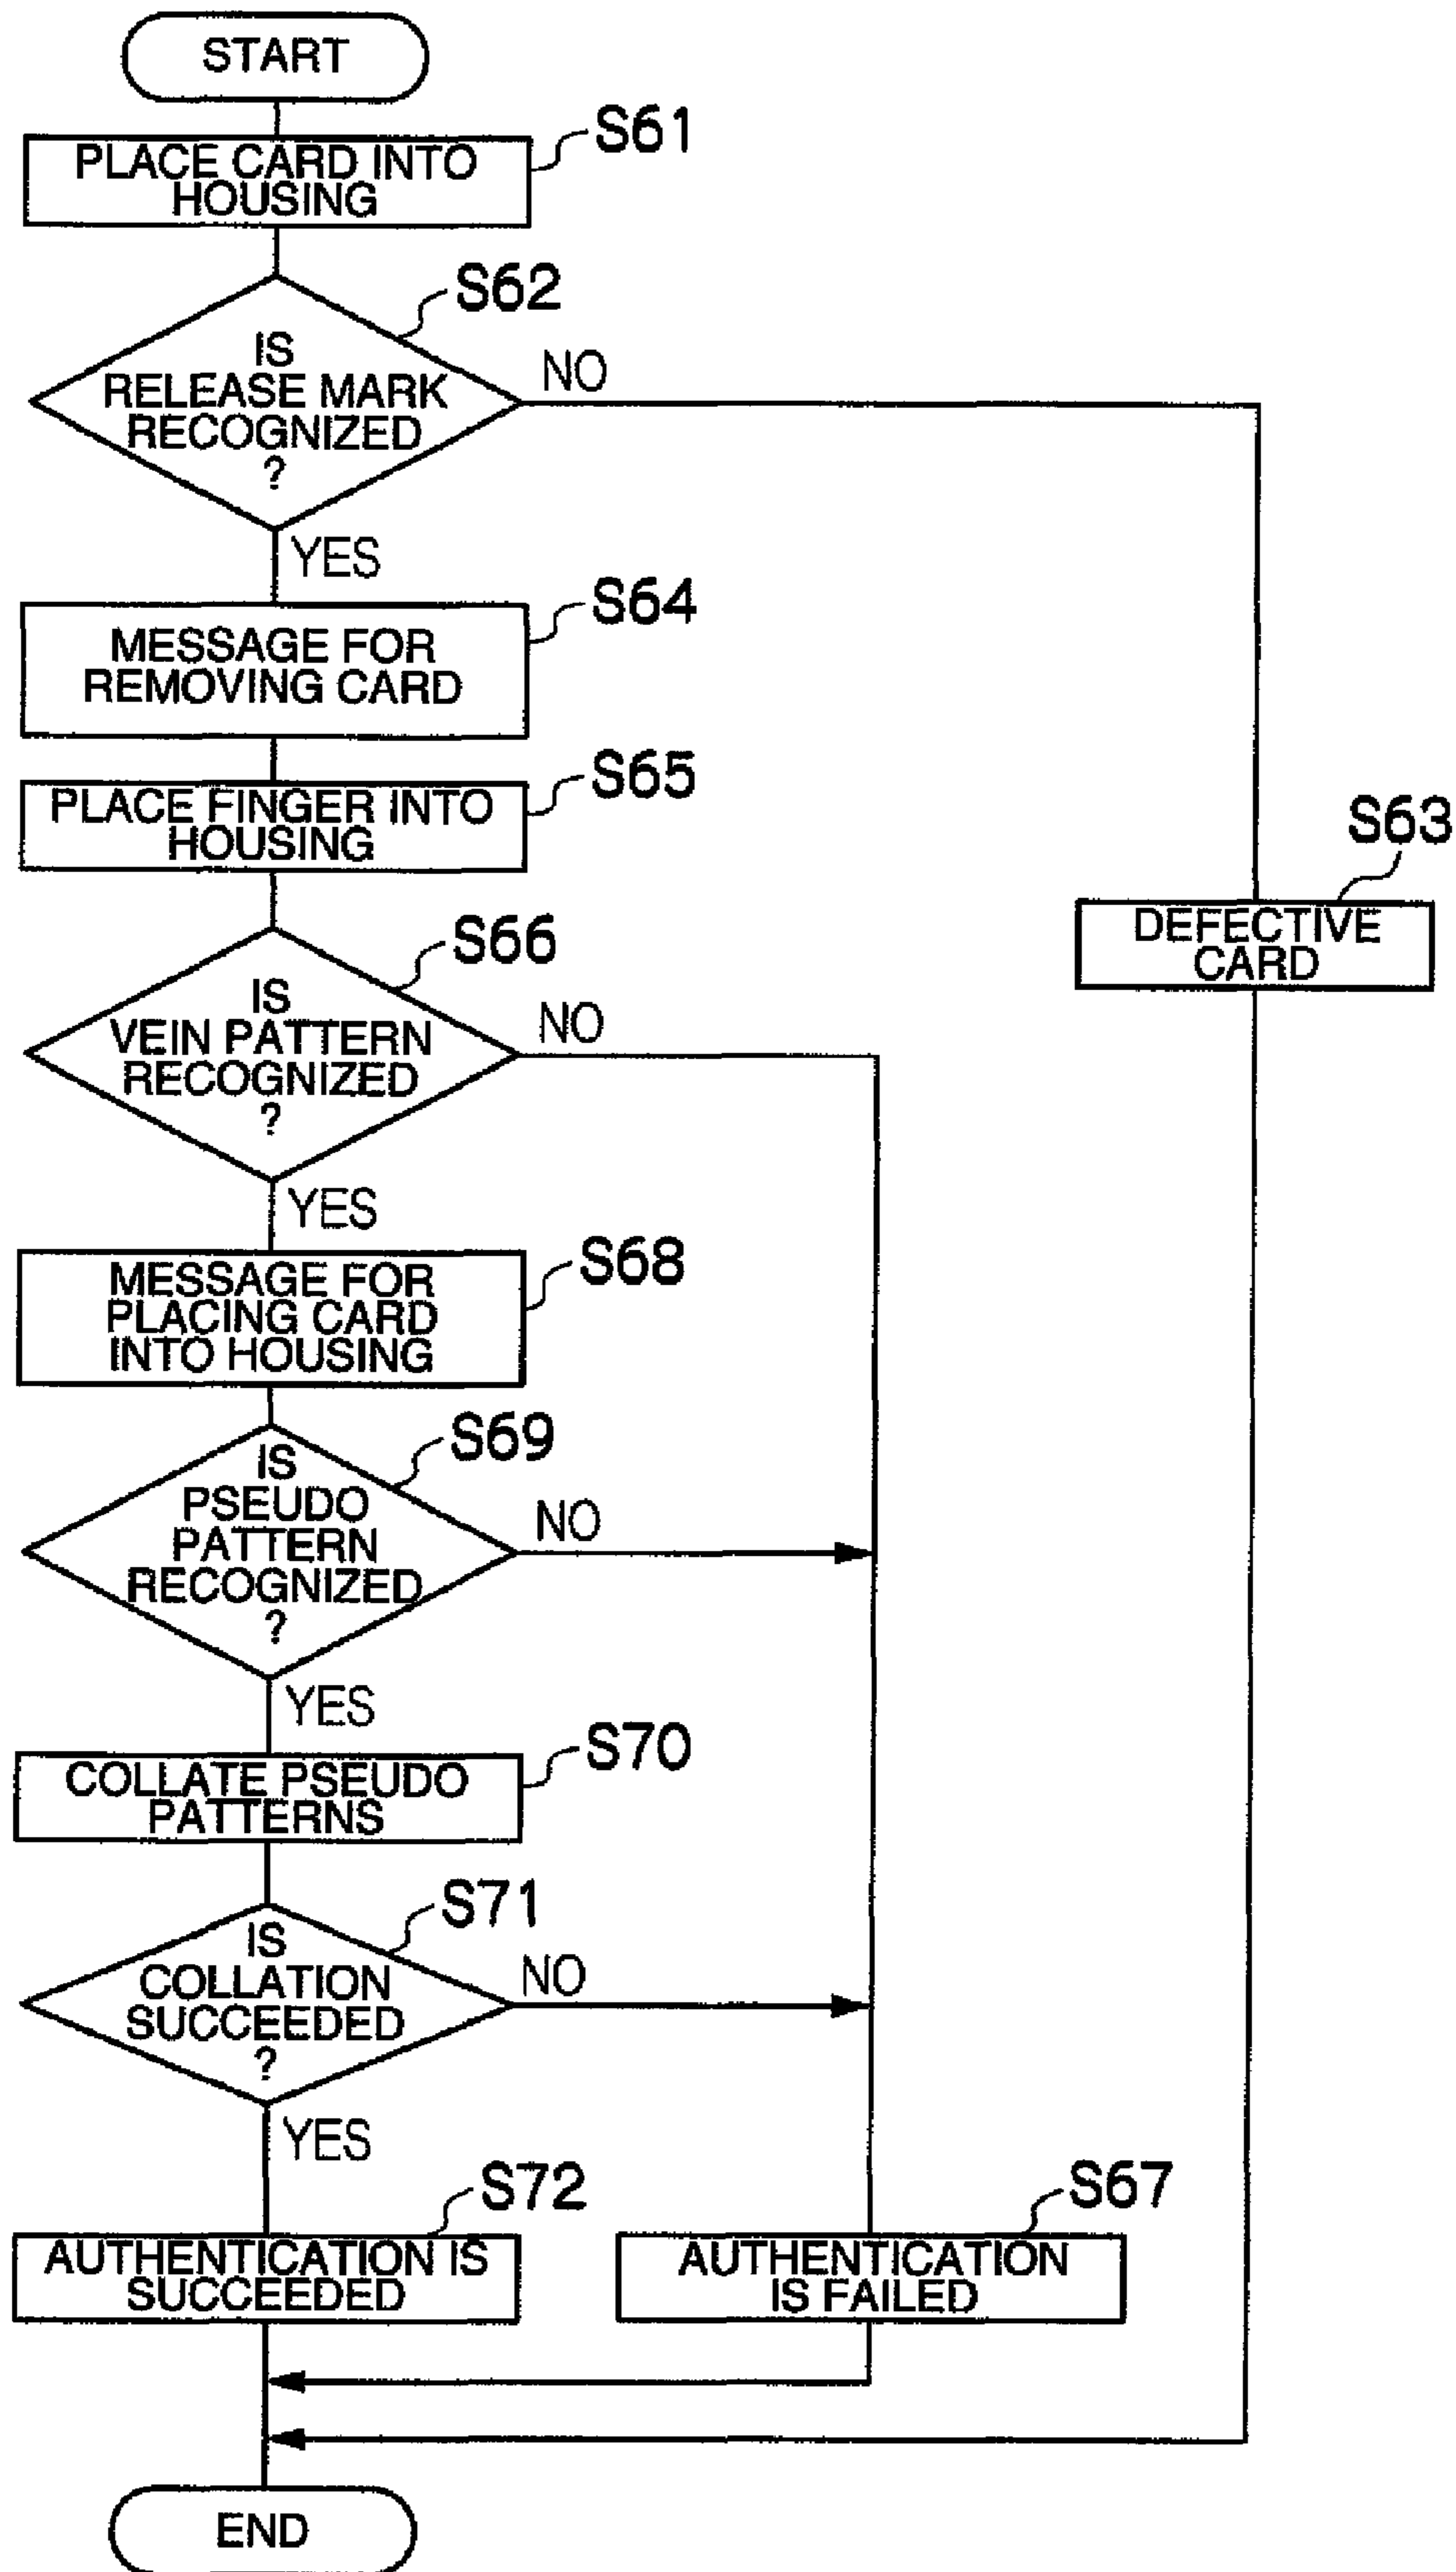 START
S61
PLACE CARD INTO
HOUSING
S62
IS
RELEASE MARK
RECOGNIZED
?
NO
YES
S64
MESSAGE FOR
REMOVING CARD
S65
PLACE FINGER INTO
HOUSING
S63
DEFECTIVE
CARD
S66
IS
VEIN PATTERN
RECOGNIZED
?
NO
YES
S68
MESSAGE FOR
PLACING CARD
INTO HOUSING
S69
IS
PSEUDO
PATTERN
RECOGNIZED
?
NO
YES
S70
COLLATE PSEUDO
PATTERNS
S71
IS
COLLATION
SUCCEEDED
?
NO
YES
S72
AUTHENTICATION IS
SUCCEEDED
S67
AUTHENTICATION
IS FAILED
END